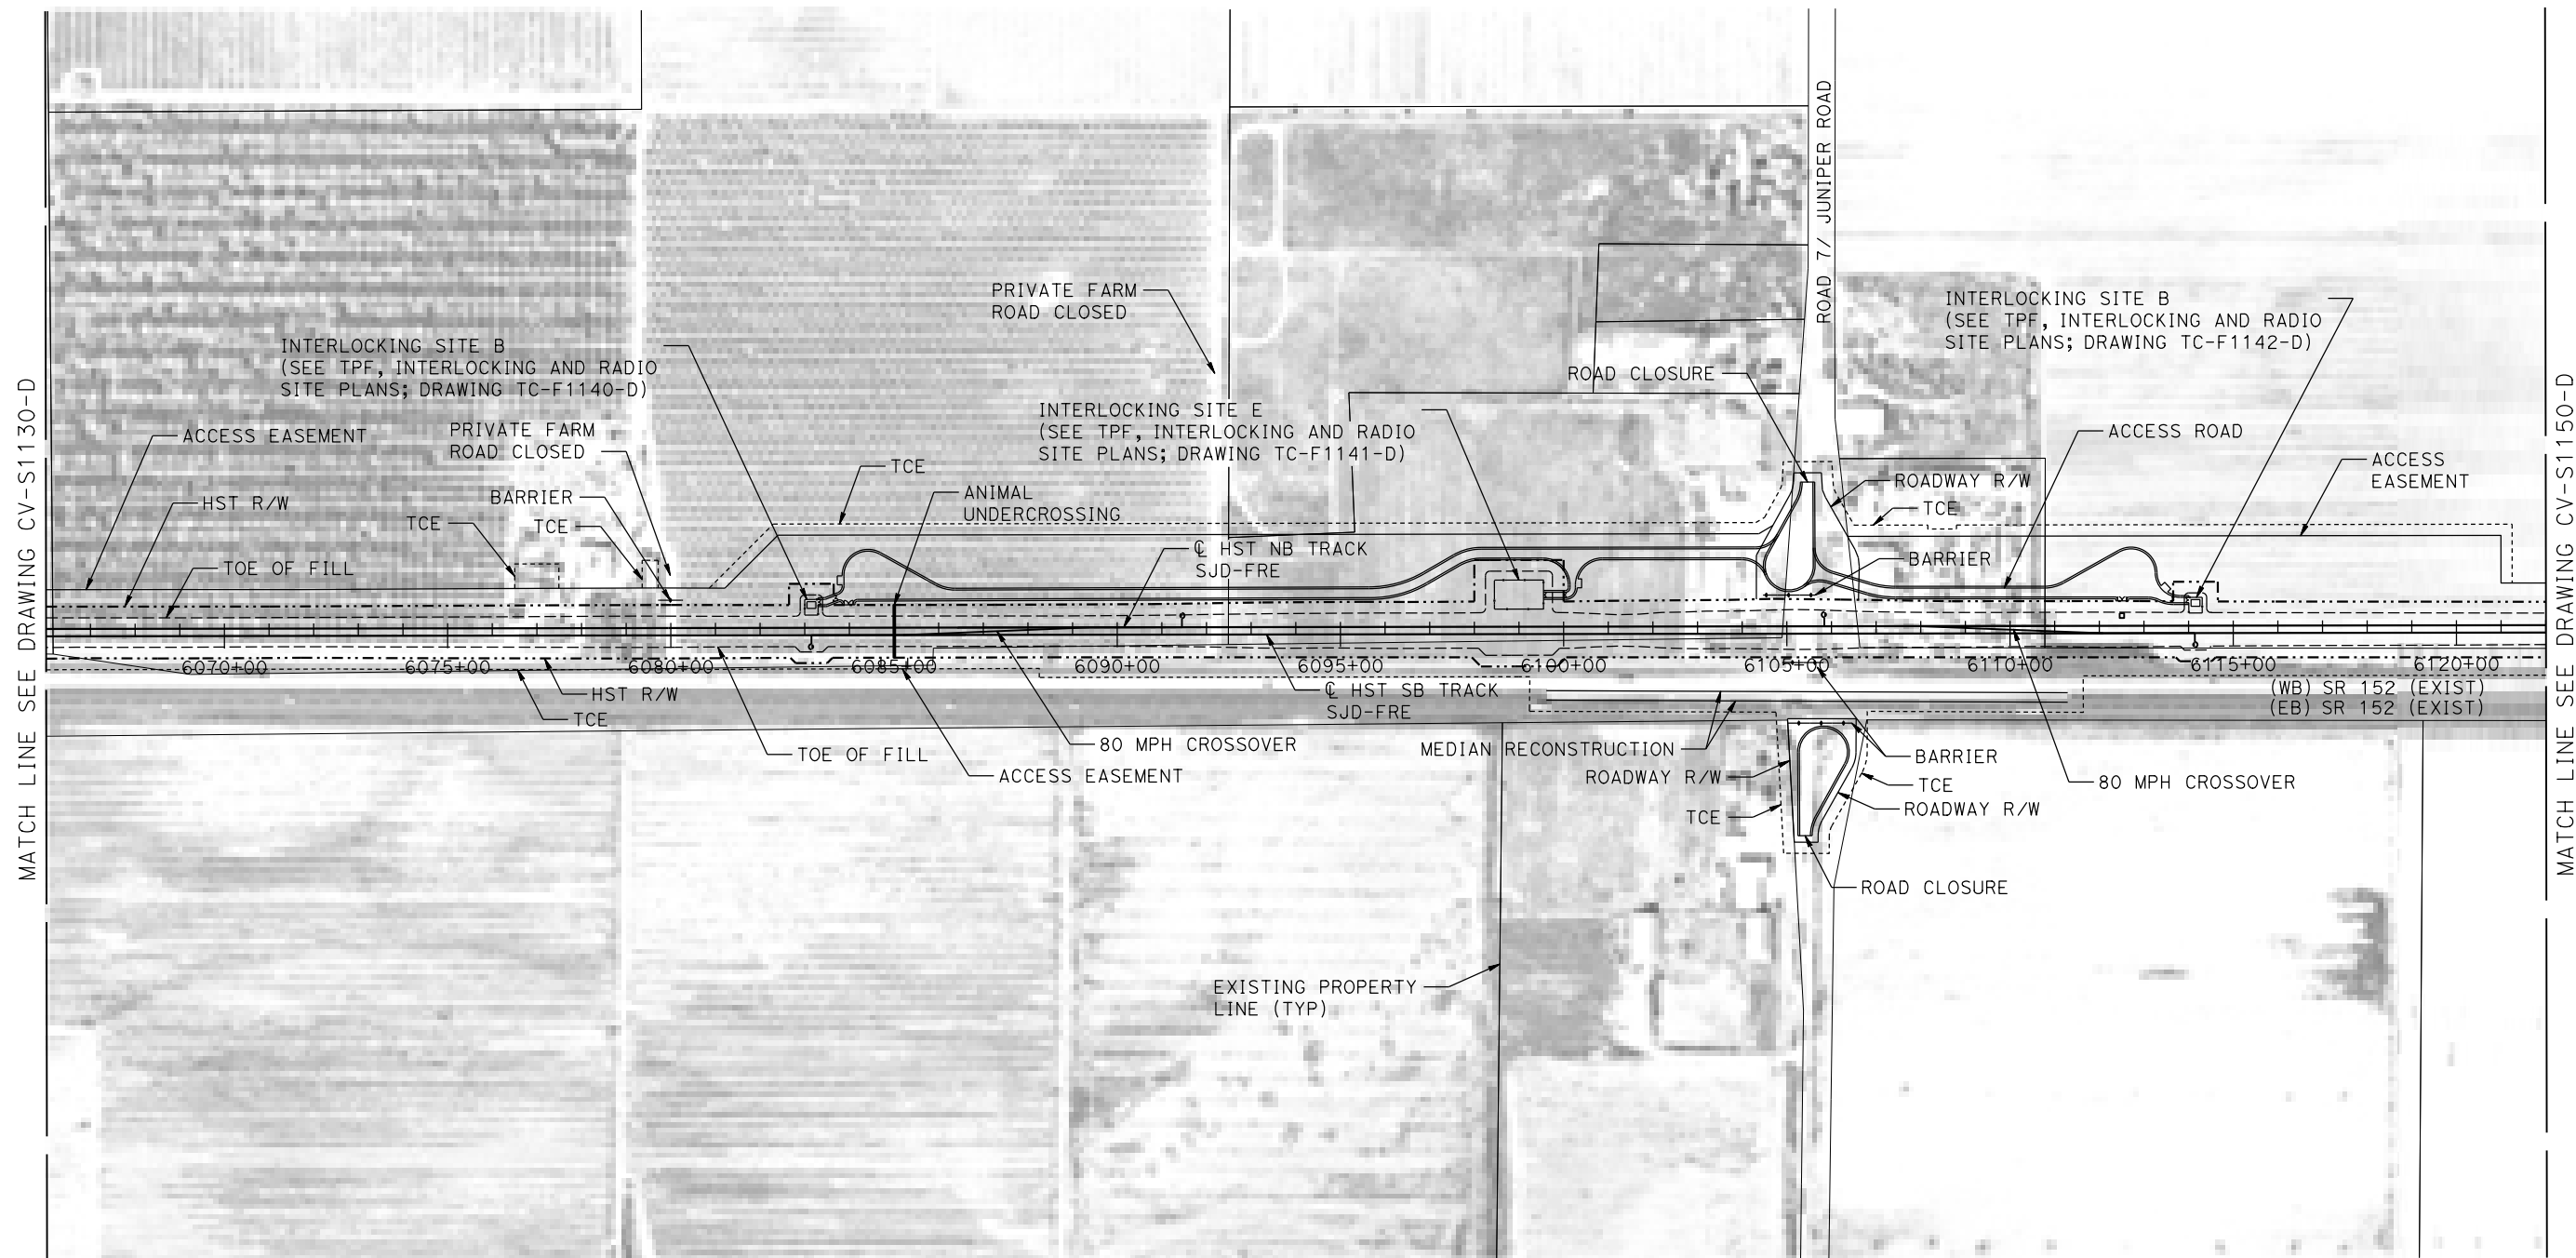 MATCH LINE SEE DRAWING CV-S1130-D
ROAD 7/ JUNIPER ROAD
PRIVATE FARM
ROAD CLOSED
INTERLOCKING SITE B
(SEE TPF, INTERLOCKING AND RADIO
SITE PLANS; DRAWING TC-F1142-D)
INTERLOCKING SITE B
(SEE TPF, INTERLOCKING AND RADIO
SITE PLANS; DRAWING TC-F1140-D)
ROAD CLOSURE
INTERLOCKING SITE E
(SEE TPF, INTERLOCKING AND RADIO
SITE PLANS; DRAWING TC-F1141-D)
ACCESS EASEMENT
PRIVATE FARM
ROAD CLOSED
ACCESS ROAD
ACCESS
EASEMENT
TCE
ROADWAY R/W
HST R/W
BARRIER
ANIMAL
UNDERCROSSING
TCE
TCE
TCE
℄ HST NB TRACK
SJD-FRE
BARRIER
TOE OF FILL
6070+00
6075+00
6080+00
6085+00
6090+00
6095+00
6100+00
6105+00
6110+00
6115+00
6120+00
HST R/W
TCE
℄ HST SB TRACK
SJD-FRE
(WB) SR 152 (EXIST)
(EB) SR 152 (EXIST)
TOE OF FILL
80 MPH CROSSOVER
ACCESS EASEMENT
MEDIAN RECONSTRUCTION
ROADWAY R/W
TCE
BARRIER
TCE
ROADWAY R/W
80 MPH CROSSOVER
ROAD CLOSURE
EXISTING PROPERTY
LINE (TYP)
MATCH LINE SEE DRAWING CV-S1150-D